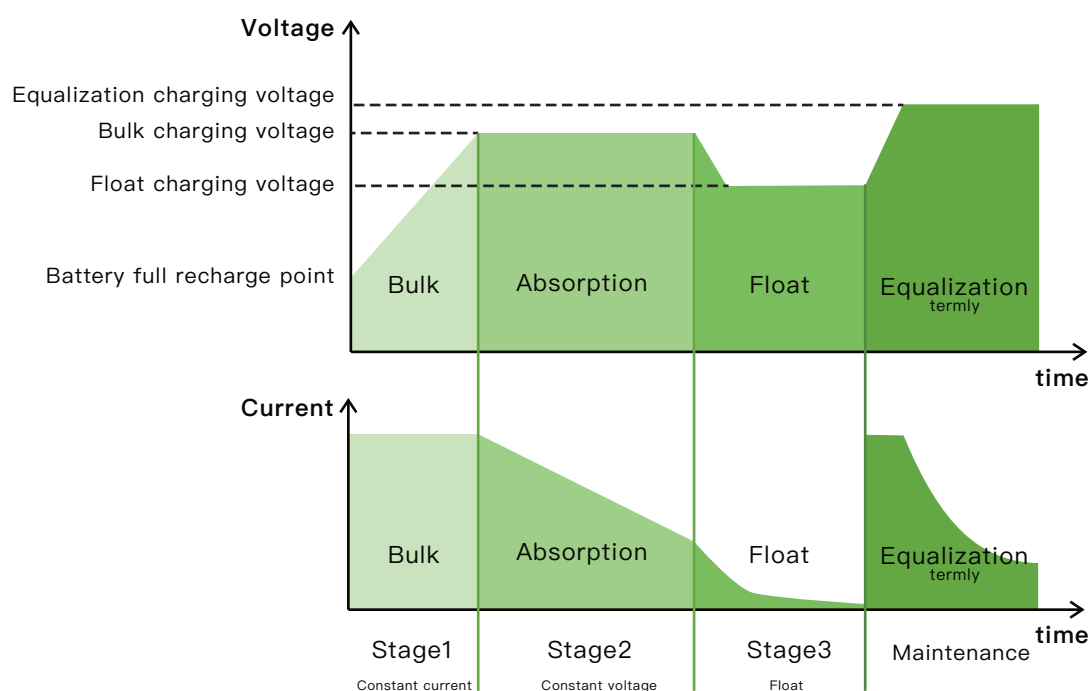 Voltage
Equalization charging voltage
Bulk charging voltage
Float charging voltage
Battery full recharge point
Bulk
Absorption
Float
Equalization
termly
time
Current
Bulk
Absorption
Float
Equalization
termly
time
Stage1
Stage2
Stage3
Maintenance
Constant current
Constant voltage
Float